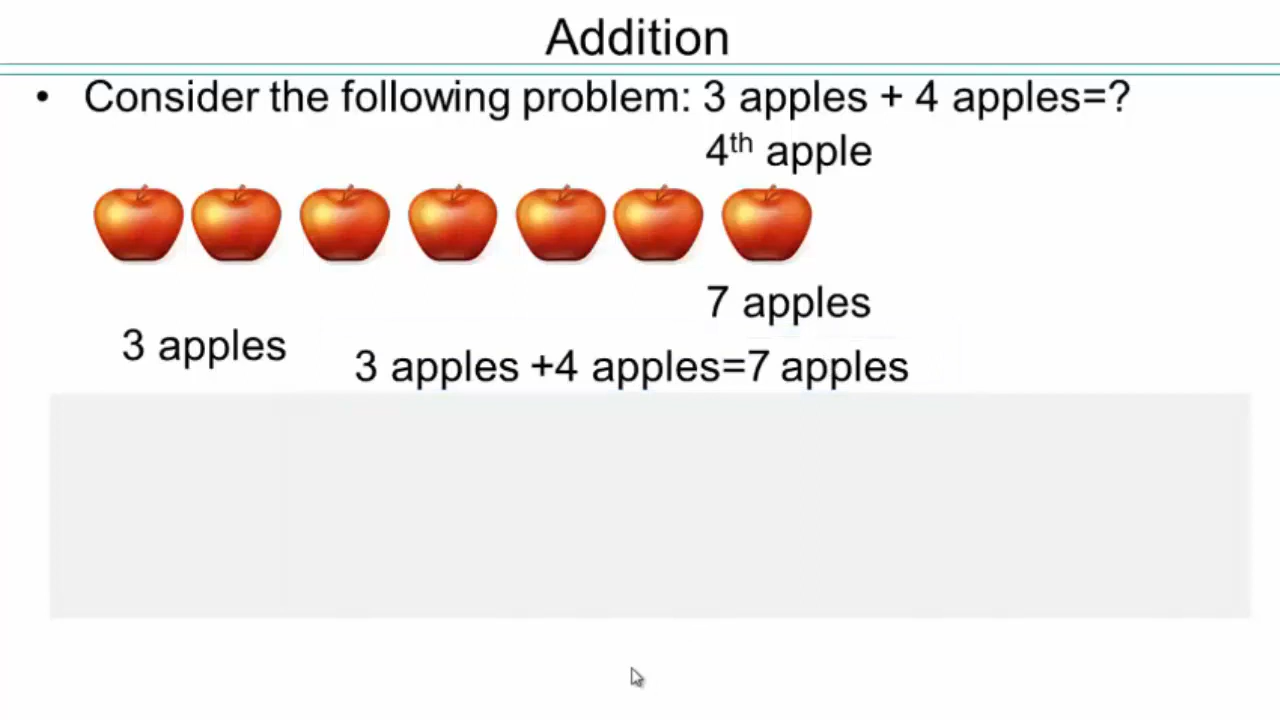 Addition
• Consider the following problem: 3 apples + 4 apples=?
4th apple
7 apples
3 apples
3 apples +4 apples=7 apples